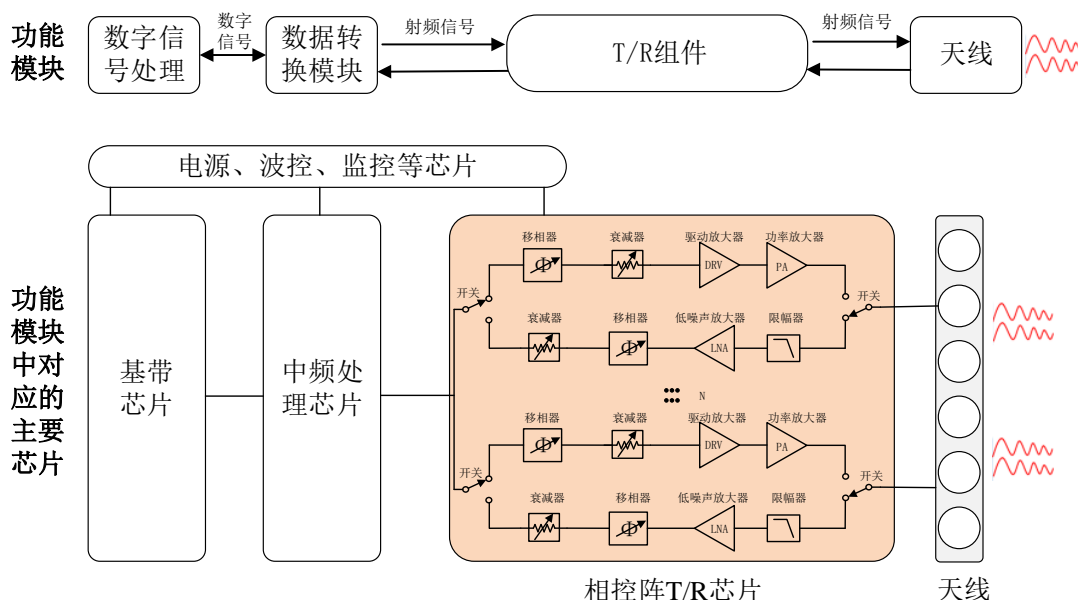 功能
模块
数字信
号处理
数字
信号
数据转
换模块
射频信号
T/R组件
射频信号
天线
电源、波控、监控等芯片
功能
模块
中对
应的
主要
芯片
基带
芯片
中频处
理芯片
移相器
衰减器
驱动放大器
功率放大器
Φ
DRV
PA
开关
开关
衰减器
移相器
低噪声放大器
限幅器
Φ
LNA
N
移相器
衰减器
驱动放大器
功率放大器
Φ
DRV
PA
开关
开关
衰减器
移相器
低噪声放大器
限幅器
Φ
LNA
相控阵T/R芯片
天线